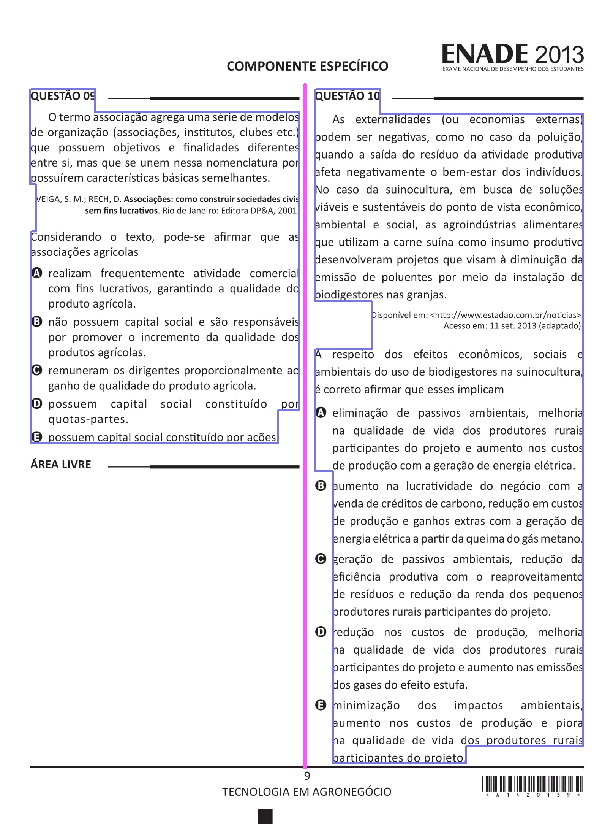 COMPONENTE ESPECÍFICO
ENADE 2013
EXAME NACIONAL DE DESEMPENHO DOS ESTUDANTES
QUESTÃO 09
O termo associação agrega uma série de modelos
de organização (associações, institutos, clubes etc.)
que possuem objetivos e finalidades diferentes
entre si, mas que se unem nessa nomenclatura por
possuírem características básicas semelhantes.
VEIGA, S. M.; RECH, D. Associações: como construir sociedades civis
sem fins lucrativos. Rio de Janeiro: Editora DP&A, 2001.
Considerando o texto, pode-se afirmar que as
associações agrícolas
A realizam frequentemente atividade comercial
com fins lucrativos, garantindo a qualidade do
produto agrícola.
B não possuem capital social e são responsáveis
por promover o incremento da qualidade dos
produtos agrícolas.
C remuneram os dirigentes proporcionalmente ao
ganho de qualidade do produto agrícola.
D possuem capital social constituído por
quotas-partes.
E possuem capital social constituído por ações.
ÁREA LIVRE
QUESTÃO 10
As externalidades (ou economias externas)
podem ser negativas, como no caso da poluição,
quando a saída do resíduo da atividade produtiva
afeta negativamente o bem-estar dos indivíduos.
No caso da suinocultura, em busca de soluções
viáveis e sustentáveis do ponto de vista econômico,
ambiental e social, as agroindústrias alimentares
que utilizam a carne suína como insumo produtivo
desenvolveram projetos que visam à diminuição da
emissão de poluentes por meio da instalação de
biodigestores nas granjas.
Disponível em: <http://www.estadao.com.br/noticias>.
Acesso em: 11 set. 2013 (adaptado).
A respeito dos efeitos econômicos, sociais e
ambientais do uso de biodigestores na suinocultura,
é correto afirmar que esses implicam
A eliminação de passivos ambientais, melhoria
na qualidade de vida dos produtores rurais
participantes do projeto e aumento nos custos
de produção com a geração de energia elétrica.
B aumento na lucratividade do negócio com a
venda de créditos de carbono, redução em custos
de produção e ganhos extras com a geração de
energia elétrica a partir da queima do gás metano.
C geração de passivos ambientais, redução da
eficiência produtiva com o reaproveitamento
de resíduos e redução da renda dos pequenos
produtores rurais participantes do projeto.
D redução nos custos de produção, melhoria
na qualidade de vida dos produtores rurais
participantes do projeto e aumento nas emissões
dos gases do efeito estufa.
E minimização dos impactos ambientais,
aumento nos custos de produção e piora
na qualidade de vida dos produtores rurais
participantes do projeto.
9
TECNOLOGIA EM AGRONEGÓCIO